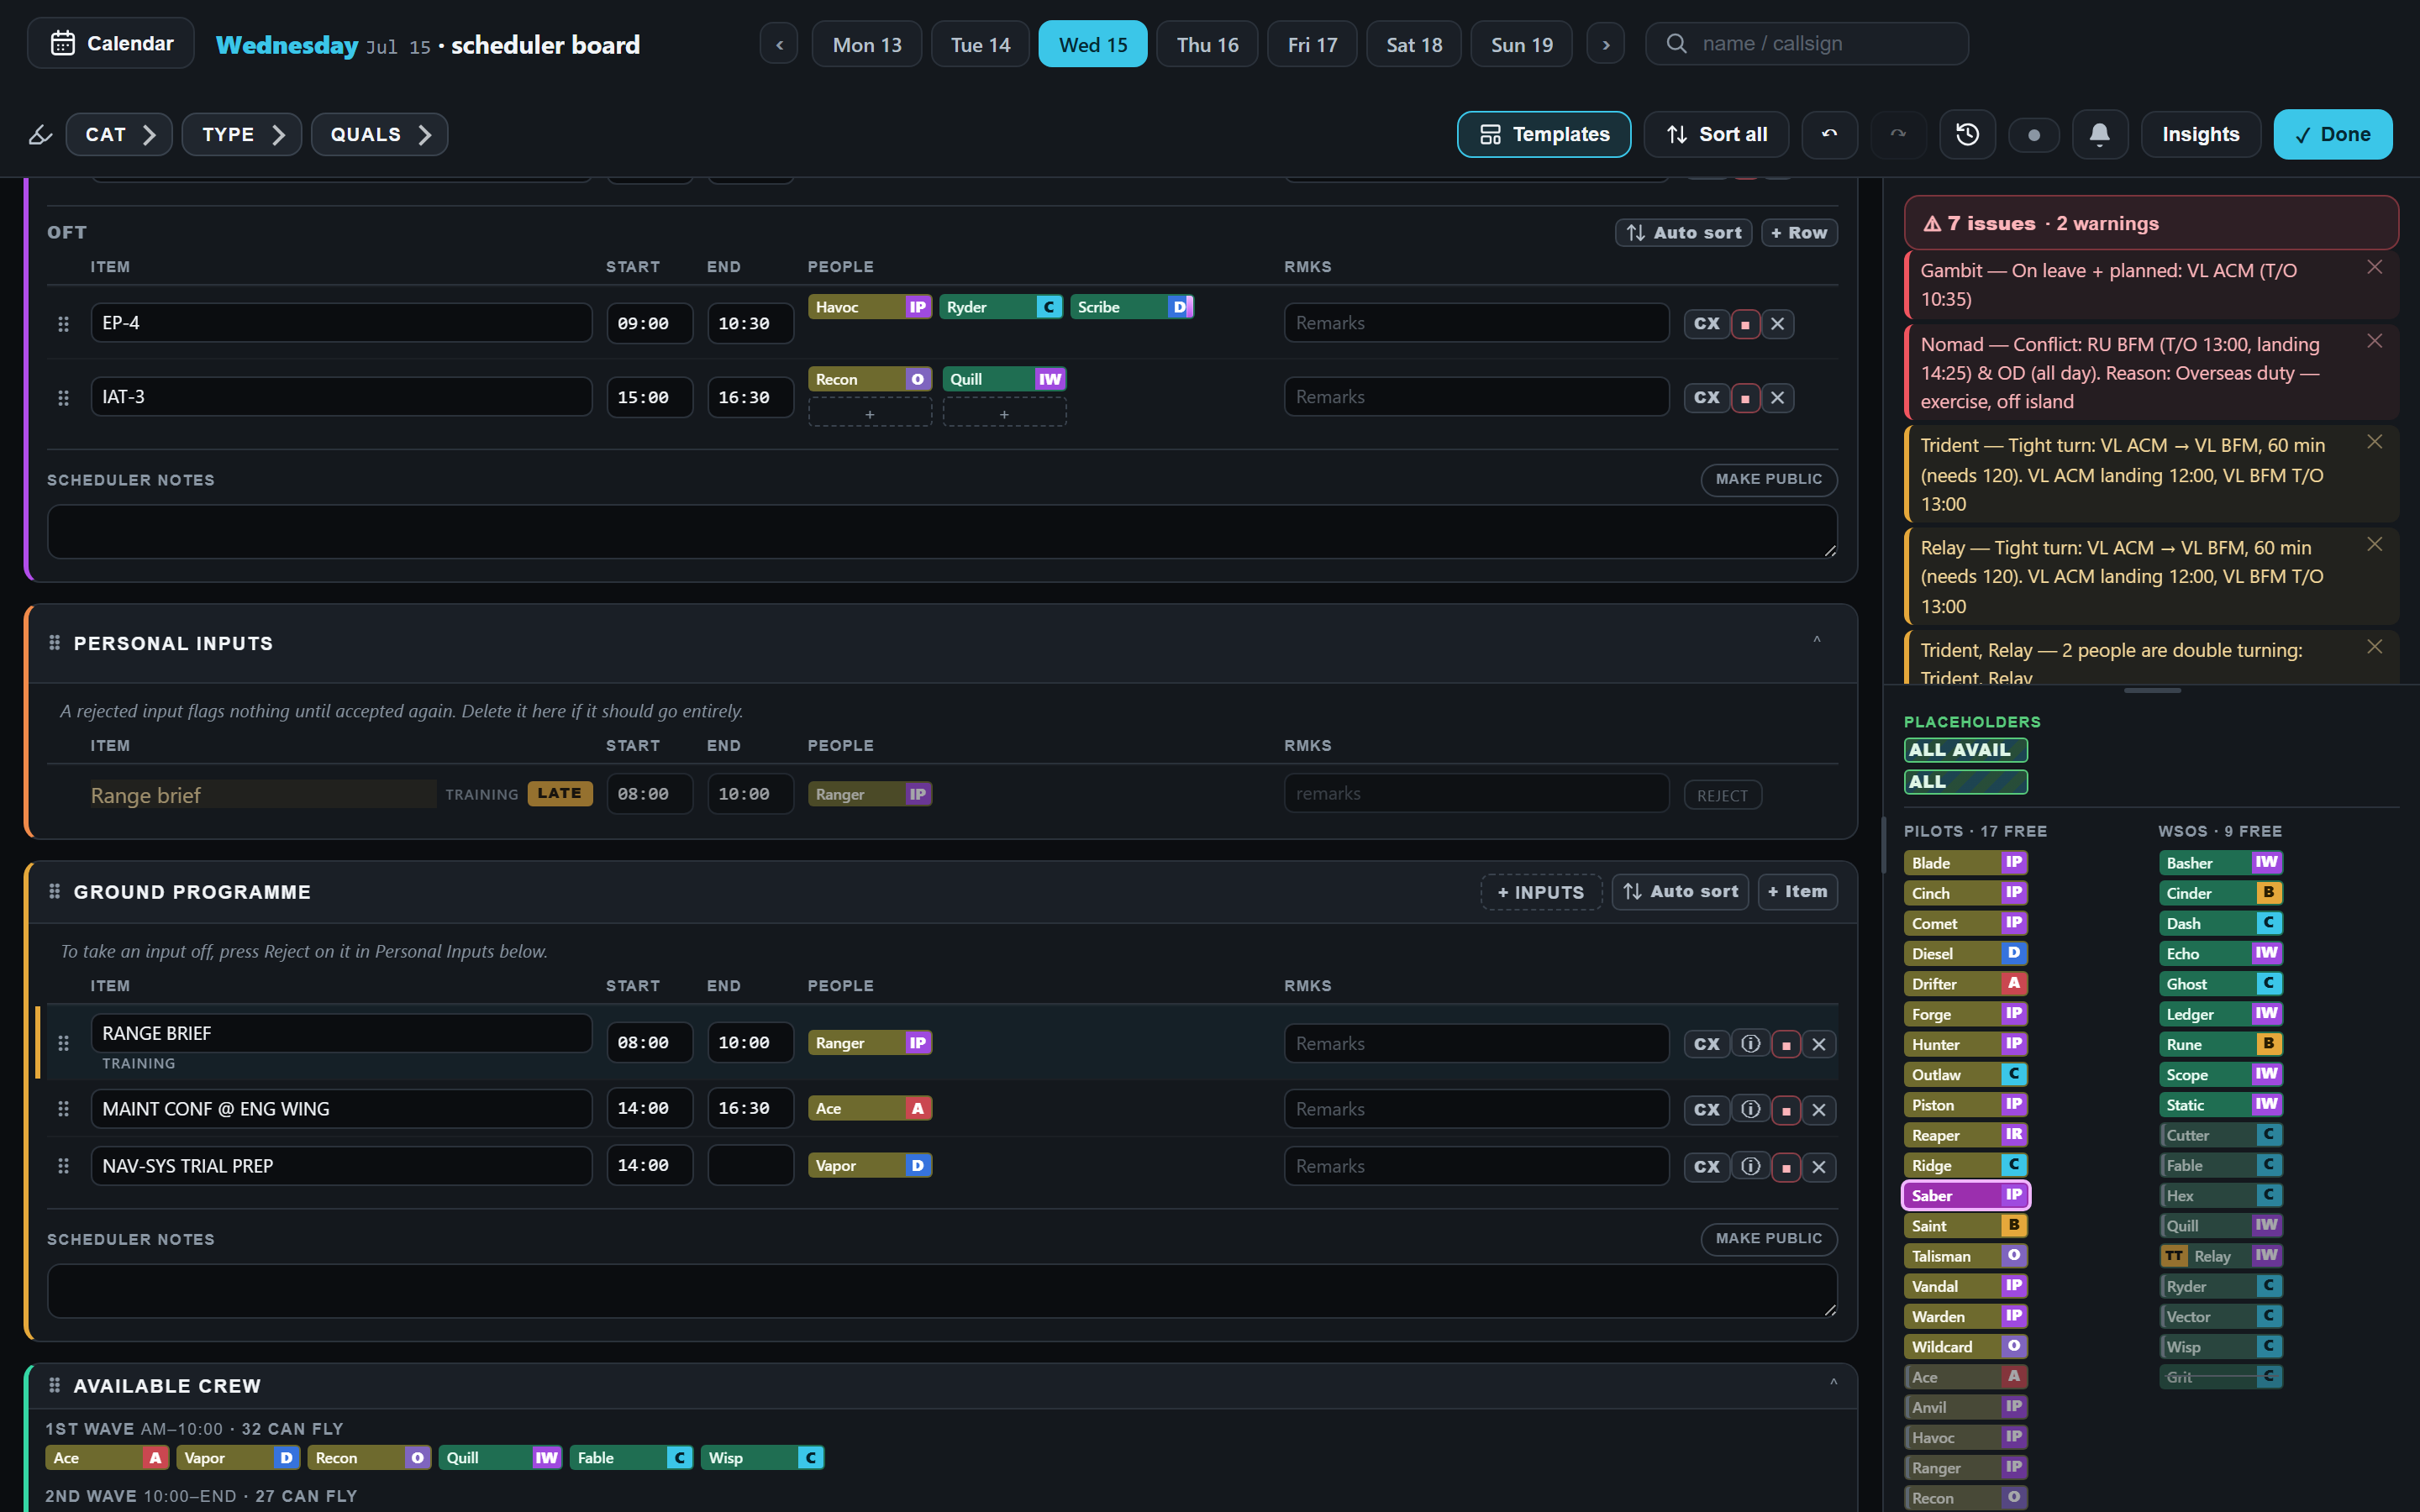 Calendar
Wednesday Jul 15 · scheduler board
‹ Mon 13 Tue 14 Wed 15 Thu 16 Fri 17 Sat 18 Sun 19 ›
name / callsign
CAT TYPE QUALS
Templates Sort all Insights ✓ Done
OFT
Auto sort + Row
ITEM START END PEOPLE RMKS
EP-4 09:00 10:30 Havoc IP Ryder C Scribe D Remarks CX
IAT-3 15:00 16:30 Recon O Quill IW Remarks CX
+ +
SCHEDULER NOTES MAKE PUBLIC
PERSONAL INPUTS
A rejected input flags nothing until accepted again. Delete it here if it should go entirely.
ITEM START END PEOPLE RMKS
Range brief TRAINING LATE 08:00 10:00 Ranger IP remarks REJECT
GROUND PROGRAMME + INPUTS Auto sort + Item
To take an input off, press Reject on it in Personal Inputs below.
ITEM START END PEOPLE RMKS
RANGE BRIEF 08:00 10:00 Ranger IP Remarks CX
TRAINING
MAINT CONF @ ENG WING 14:00 16:30 Ace A Remarks CX
NAV-SYS TRIAL PREP 14:00 Vapor D Remarks CX
SCHEDULER NOTES MAKE PUBLIC
AVAILABLE CREW
1ST WAVE AM–10:00 · 32 CAN FLY
Ace A Vapor D Recon O Quill IW Fable C Wisp C
2ND WAVE 10:00–END · 27 CAN FLY
⚠ 7 issues · 2 warnings
Gambit — On leave + planned: VL ACM (T/O
10:35)
Nomad — Conflict: RU BFM (T/O 13:00, landing
14:25) & OD (all day). Reason: Overseas duty —
exercise, off island
Trident — Tight turn: VL ACM → VL BFM, 60 min
(needs 120). VL ACM landing 12:00, VL BFM T/O
13:00
Relay — Tight turn: VL ACM → VL BFM, 60 min
(needs 120). VL ACM landing 12:00, VL BFM T/O
13:00
Trident, Relay — 2 people are double turning:
Trident, Relay
PLACEHOLDERS
ALL AVAIL
ALL
PILOTS · 17 FREE
Blade IP
Cinch IP
Comet IP
Diesel D
Drifter A
Forge IP
Hunter IP
Outlaw C
Piston IP
Reaper IR
Ridge C
Saber IP
Saint B
Talisman O
Vandal IP
Warden IP
Wildcard O
Ace A
Anvil IP
Havoc IP
Ranger IP
Recon O
WSOS · 9 FREE
Basher IW
Cinder B
Dash C
Echo IW
Ghost C
Ledger IW
Rune B
Scope IW
Static IW
Cutter C
Fable C
Hex C
Quill IW
TT Relay IW
Ryder C
Vector C
Wisp C
Grit C